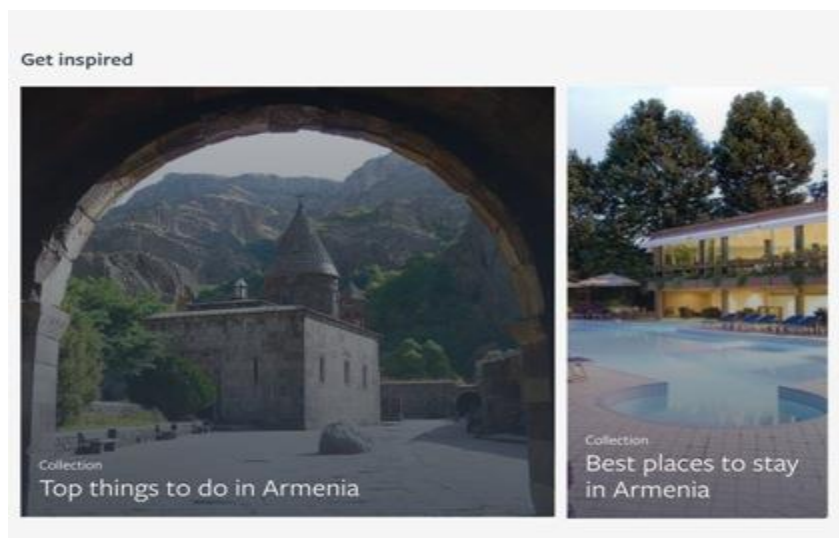 Get inspired
Collection
Top things to do in Armenia
Collection
Best places to stay
in Armenia